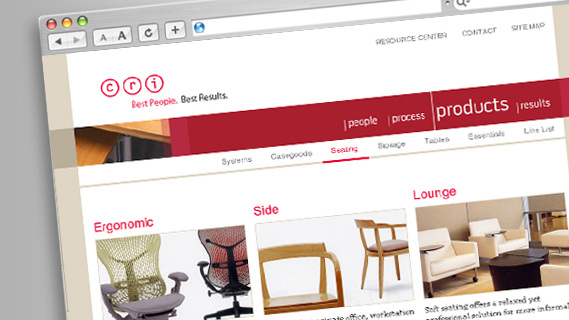 A A
RESOURCE CENTER CONTACT SITE MAP
cri
Best People. Best Results.
| people | process | products | results
Systems Casegoods Seating Storage Tables Essentials Line List
Ergonomic
Side
Lounge
private office, workstation
Soft seating offers a relaxed yet
professional solution for more informal